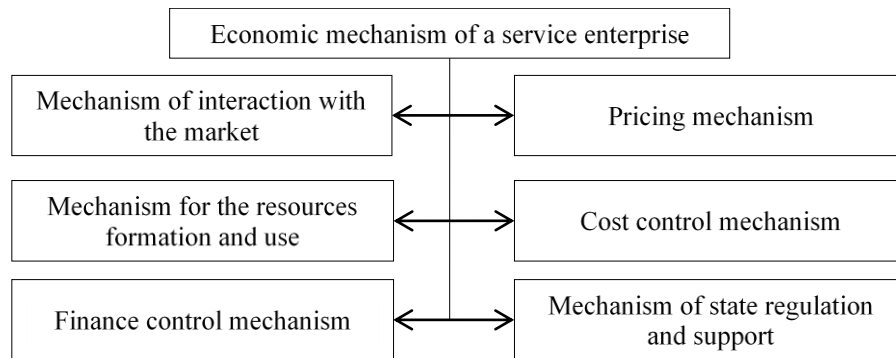 Economic mechanism of a service enterprise
Mechanism of interaction with
the market
Pricing mechanism
Mechanism for the resources
formation and use
Cost control mechanism
Finance control mechanism
Mechanism of state regulation
and support